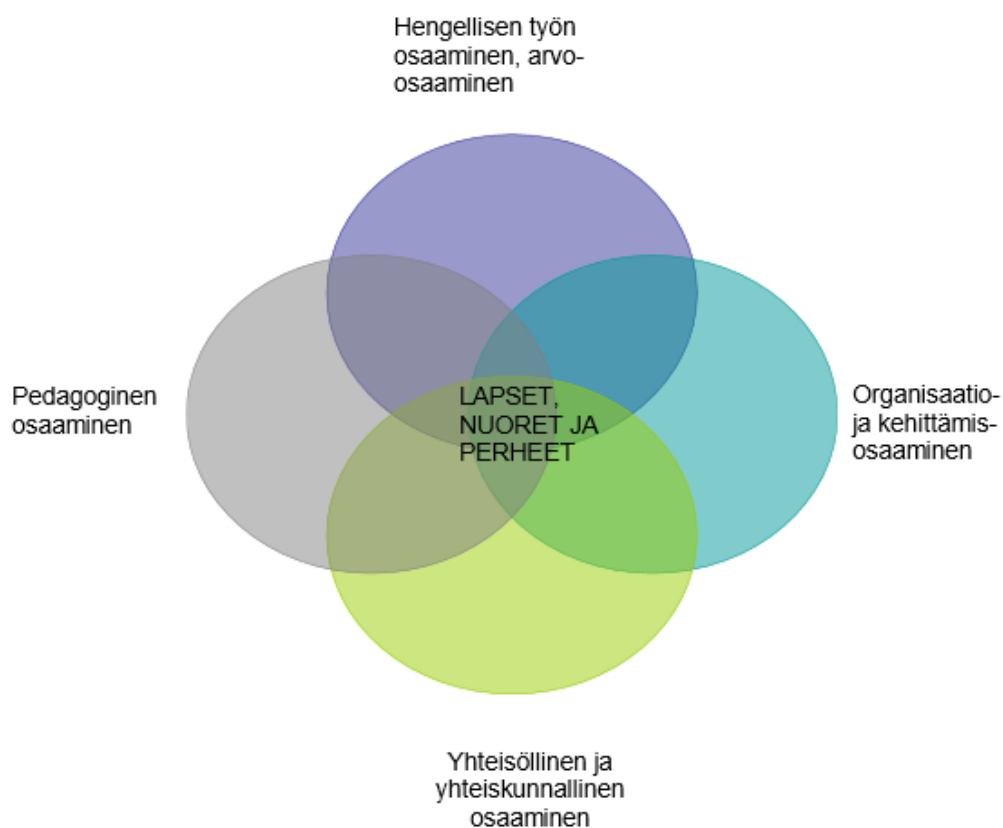 Hengellisen työn
osaaminen, arvo-
osaaminen
Pedagoginen
osaaminen
LAPSET,
NUORET JA
PERHEET
Organisaatio-
ja kehittämis-
osaaminen
Yhteisöllinen ja
yhteiskunnallinen
osaaminen